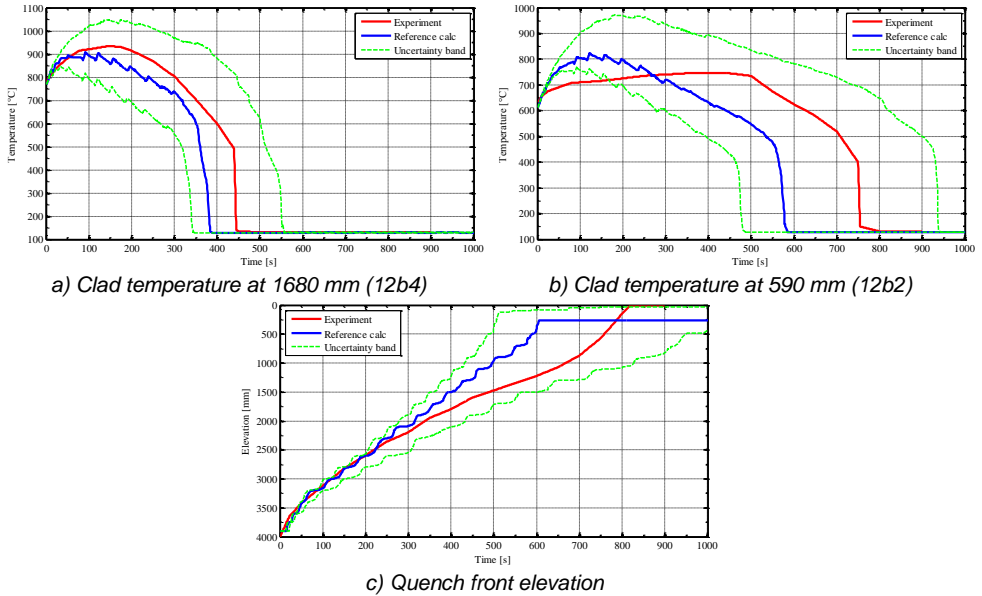 1100
1000
900
800
700
600
500
400
300
200
100
Temperature [°C]
0 100 200 300 400 500 600 700 800 900 1000
Time [s]
Experiment
Reference calc
Uncertainty band
a) Clad temperature at 1680 mm (12b4)
1000
900
800
700
600
500
400
300
200
100
Temperature [°C]
0 100 200 300 400 500 600 700 800 900 1000
Time [s]
Experiment
Reference calc
Uncertainty band
b) Clad temperature at 590 mm (12b2)
0
500
1000
1500
2000
2500
3000
3500
4000
Elevation [mm]
0 100 200 300 400 500 600 700 800 900 1000
Time [s]
Experiment
Reference calc
Uncertainty band
c) Quench front elevation